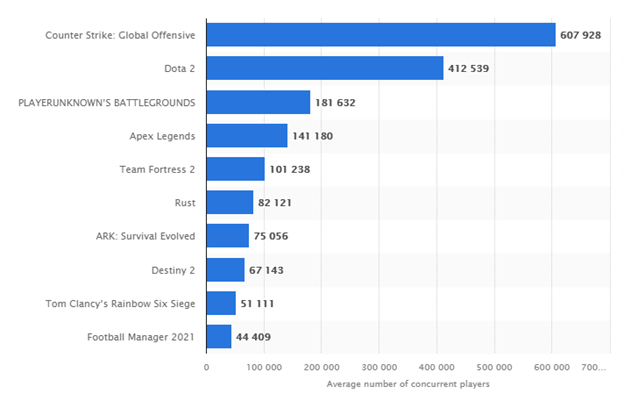 Counter Strike: Global Offensive 607 928
Dota 2 412 539
PLAYERUNKNOWN'S BATTLEGROUNDS 181 632
Apex Legends 141 180
Team Fortress 2 101 238
Rust 82 121
ARK: Survival Evolved 75 056
Destiny 2 67 143
Tom Clancy's Rainbow Six Siege 51 111
Football Manager 2021 44 409
0 100 000 200 000 300 000 400 000 500 000 600 000 700...
Average number of concurrent players